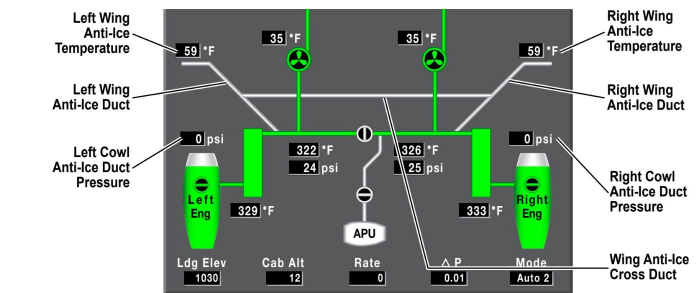 Left Wing
Anti-Ice
Temperature
Left Wing
Anti-Ice Duct
Left Cowl
Anti-Ice Duct
Pressure
35 °F
35 °F
59 °F
59 °F
0 psi
0 psi
322 °F
326 °F
24 psi
25 psi
Left
Eng
Right
Eng
329 °F
333 °F
APU
Ldg Elev
Cab Alt
Rate
△ P
Mode
1030
12
0
0.01
Auto 2
Right Wing
Anti-Ice
Temperature
Right Wing
Anti-Ice Duct
Right Cowl
Anti-Ice Duct
Pressure
Wing Anti-Ice
Cross Duct